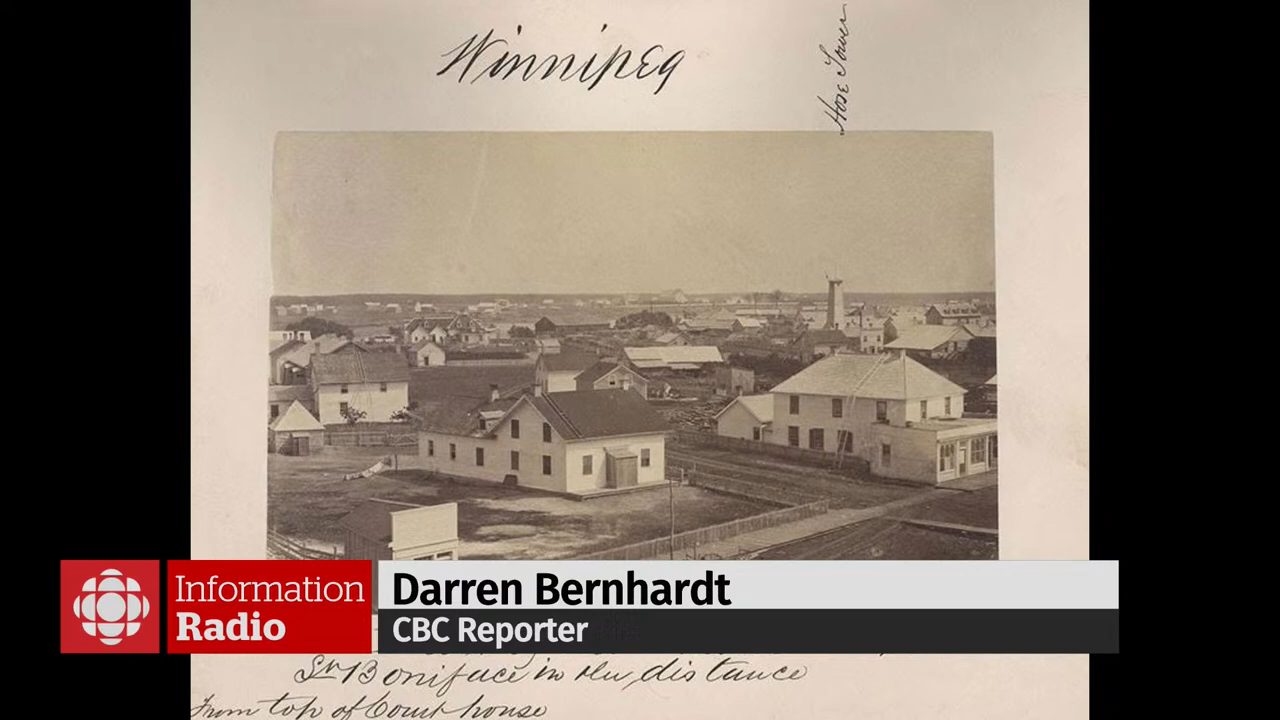 Winnipeg
Hose Tower
Information
Radio
Darren Bernhardt
CBC Reporter
St Boniface in the distance
From top of Court house